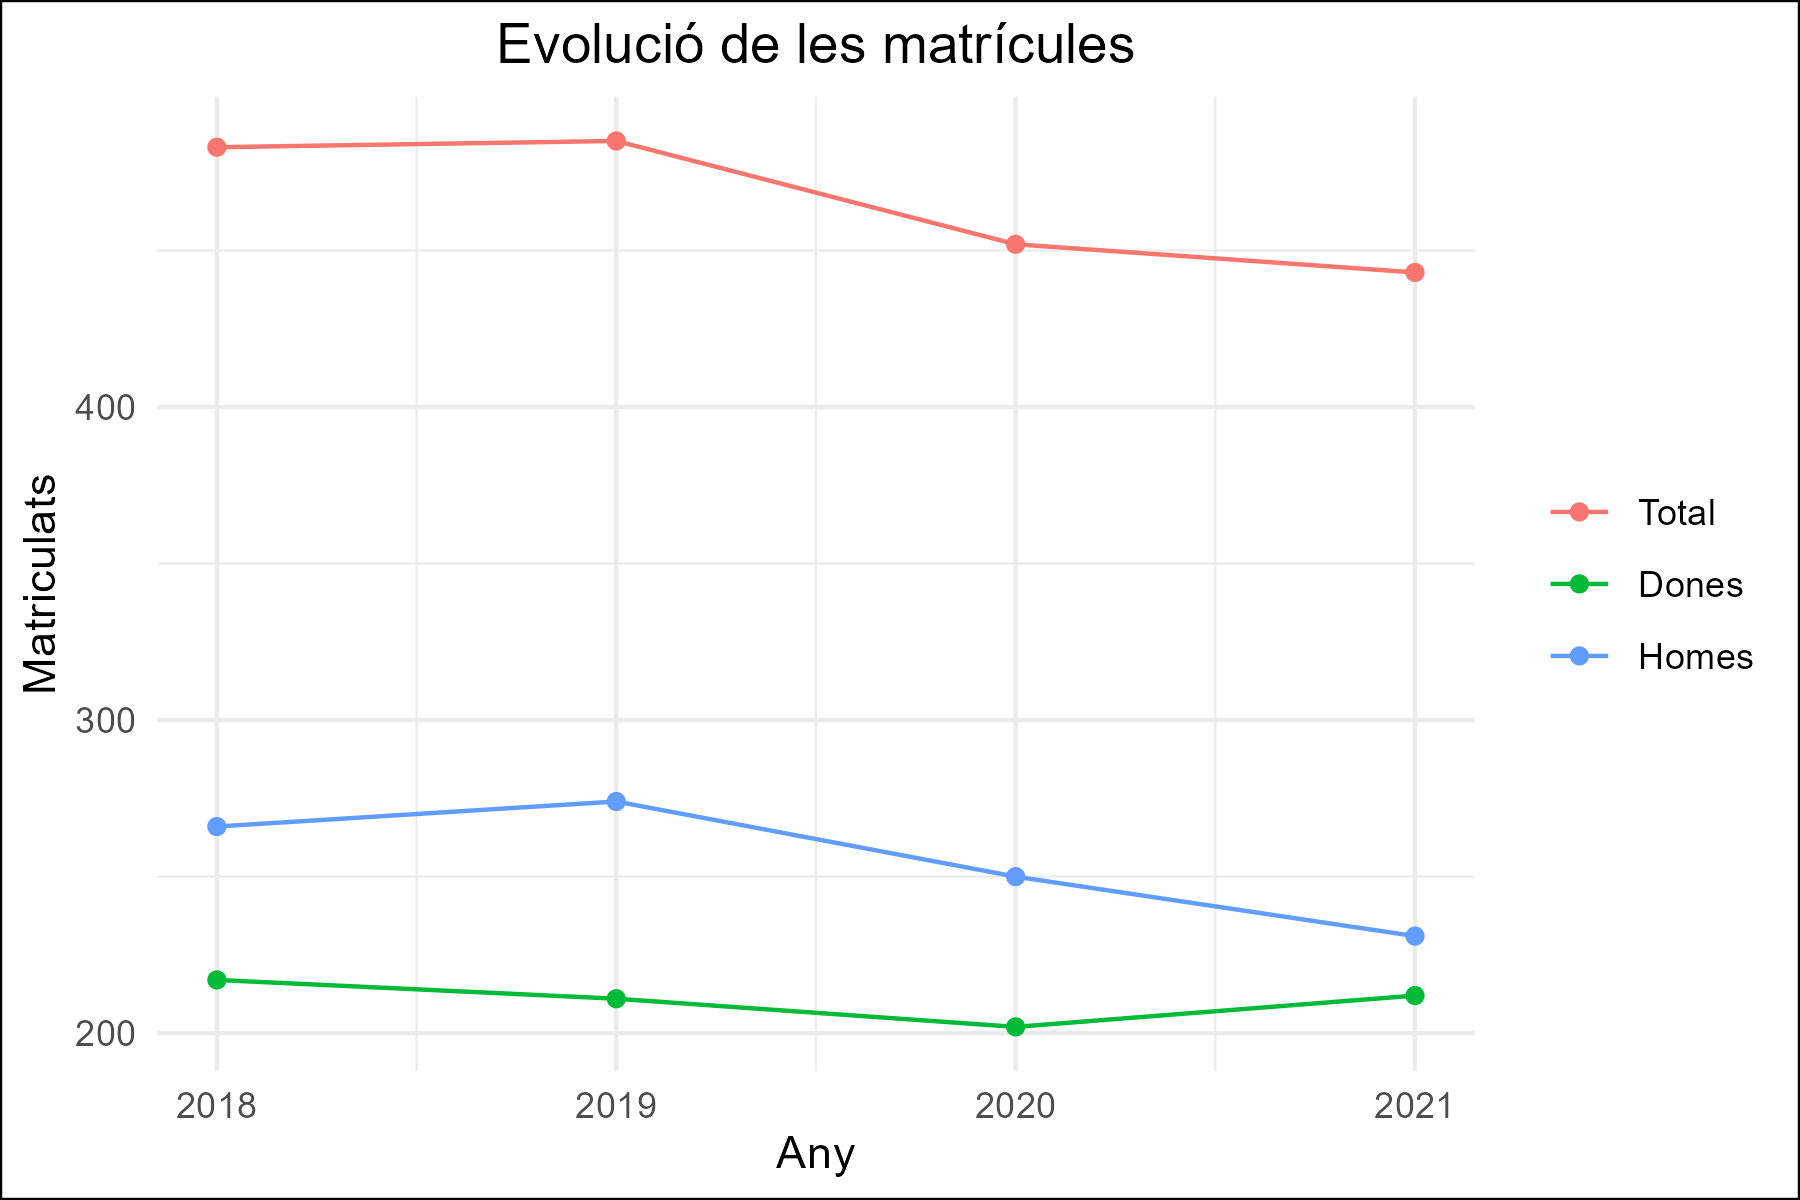 Evolució de les matrícules
Matriculats
400
300
200
2018 2019 2020 2021
Any
Total
Dones
Homes